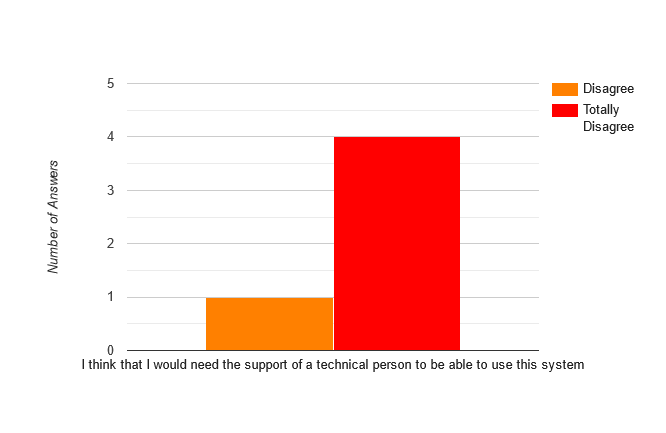 5
4
3
2
1
0
Number of Answers
Disagree
Totally
Disagree
I think that I would need the support of a technical person to be able to use this system